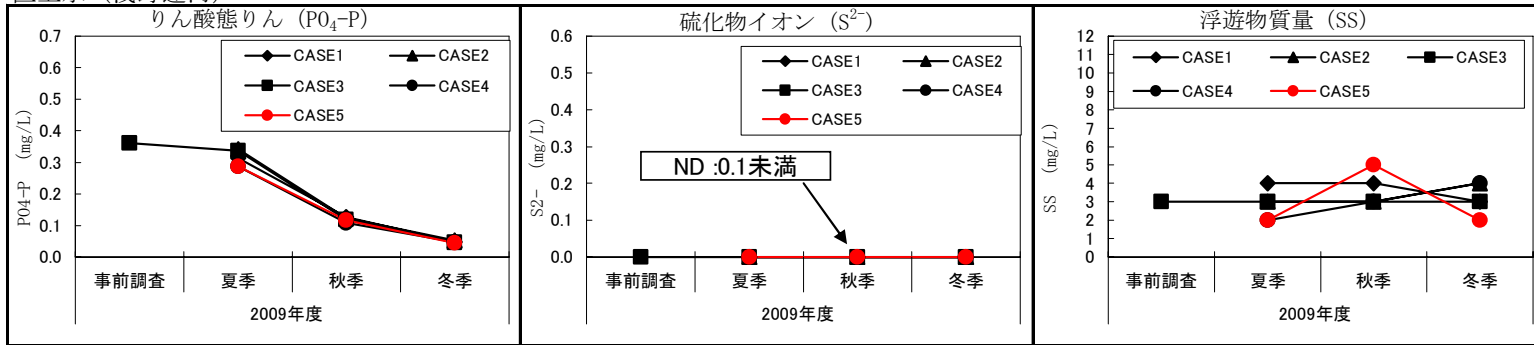 りん酸態りん (PO4-P)
0.7
0.6
0.5
0.4
0.3
0.2
0.1
0.0
PO4-P (mg/L)
CASE1
CASE2
CASE3
CASE4
CASE5
事前調査
夏季
秋季
冬季
2009年度
硫化物イオン (S2-)
0.6
0.5
0.4
0.3
0.2
0.1
0.0
S2- (mg/L)
CASE1
CASE2
CASE3
CASE4
CASE5
ND :0.1未満
事前調査
夏季
秋季
冬季
2009年度
浮遊物質量 (SS)
12
11
10
9
8
7
6
5
4
3
2
1
0
SS (mg/L)
CASE1
CASE2
CASE3
CASE4
CASE5
事前調査
夏季
秋季
冬季
2009年度